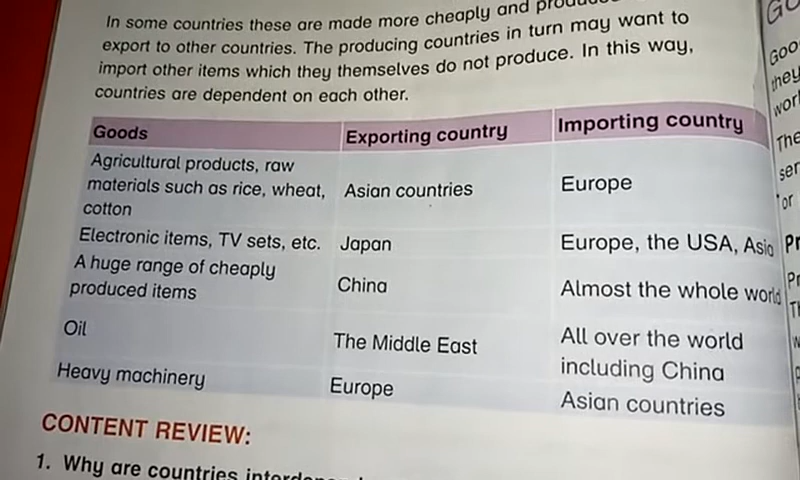 In some countries these are made more cheaply and
export to other countries. The producing countries in turn may want to
import other items which they themselves do not produce. In this way,
countries are dependent on each other.
Goods Exporting country Importing country
Agricultural products, raw
materials such as rice, wheat, Asian countries Europe
cotton
Electronic items, TV sets, etc. Japan Europe, the USA, Asia
A huge range of cheaply
produced items China Almost the whole world
Oil The Middle East All over the world
including China
Heavy machinery Europe Asian countries
CONTENT REVIEW:
1. Why are countries